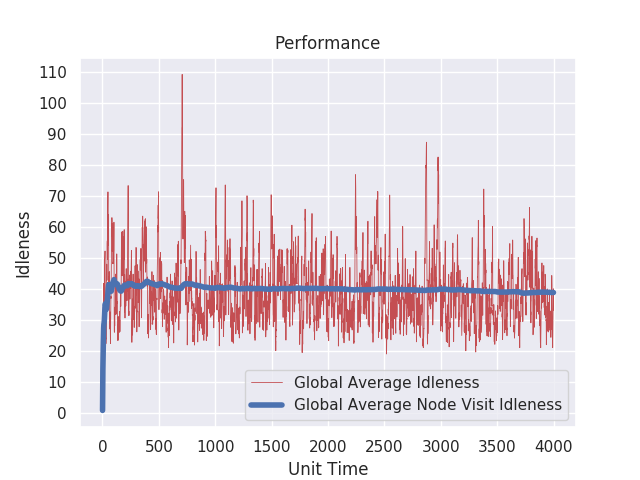 Performance
110
100
90
80
70
60
50
40
30
20
10
0
Idleness
0 500 1000 1500 2000 2500 3000 3500 4000
Unit Time
Global Average Idleness
Global Average Node Visit Idleness